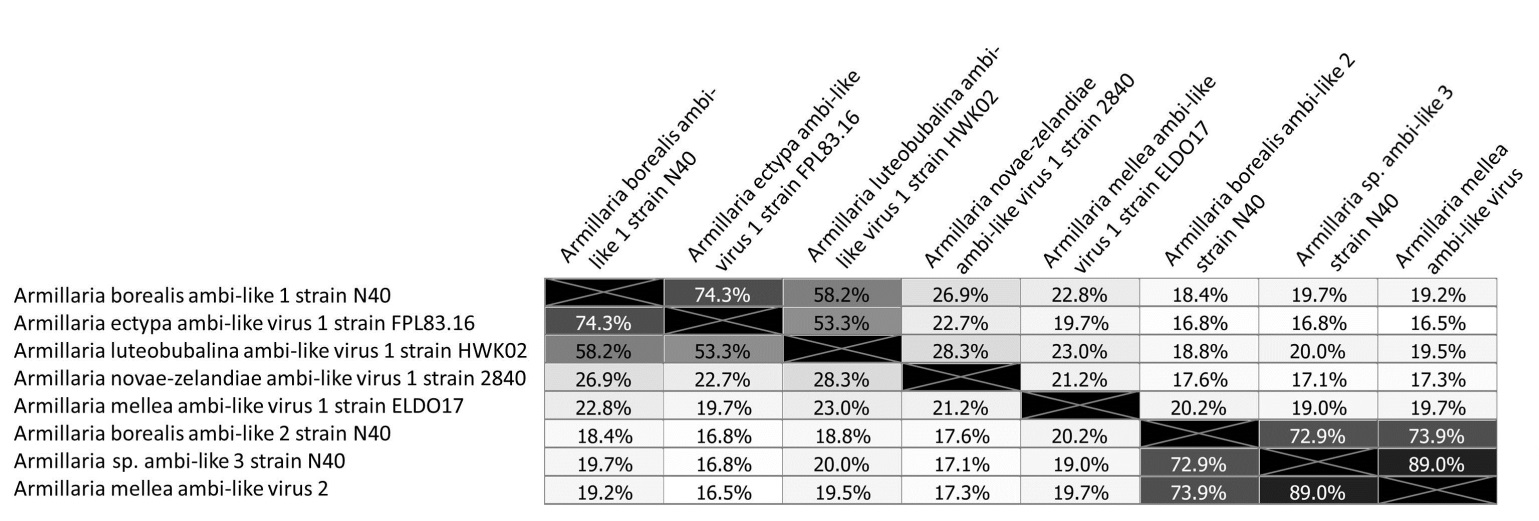 Armillaria borealis ambi-
like 1 strain N40
Armillaria ectypa ambi-like
virus 1 strain FPL83.16
Armillaria luteobubalina ambi-
like virus 1 strain HWK02
Armillaria novae-zelandiae
ambi-like virus 1 strain 2840
Armillaria mellea ambi-like
virus 1 strain ELDO17
Armillaria borealis ambi-like 2
strain N40
Armillaria sp. ambi-like 3
strain N40
Armillaria mellea
ambi-like virus
Armillaria borealis ambi-like 1 strain N40 74.3% 58.2% 26.9% 22.8% 18.4% 19.7% 19.2%
Armillaria ectypa ambi-like virus 1 strain FPL83.16 74.3% 53.3% 22.7% 19.7% 16.8% 16.8% 16.5%
Armillaria luteobubalina ambi-like virus 1 strain HWK02 58.2% 53.3% 28.3% 23.0% 18.8% 20.0% 19.5%
Armillaria novae-zelandiae ambi-like virus 1 strain 2840 26.9% 22.7% 28.3% 21.2% 17.6% 17.1% 17.3%
Armillaria mellea ambi-like virus 1 strain ELDO17 22.8% 19.7% 23.0% 21.2% 20.2% 19.0% 19.7%
Armillaria borealis ambi-like 2 strain N40 18.4% 16.8% 18.8% 17.6% 20.2% 72.9% 73.9%
Armillaria sp. ambi-like 3 strain N40 19.7% 16.8% 20.0% 17.1% 19.0% 72.9% 89.0%
Armillaria mellea ambi-like virus 2 19.2% 16.5% 19.5% 17.3% 19.7% 73.9% 89.0%